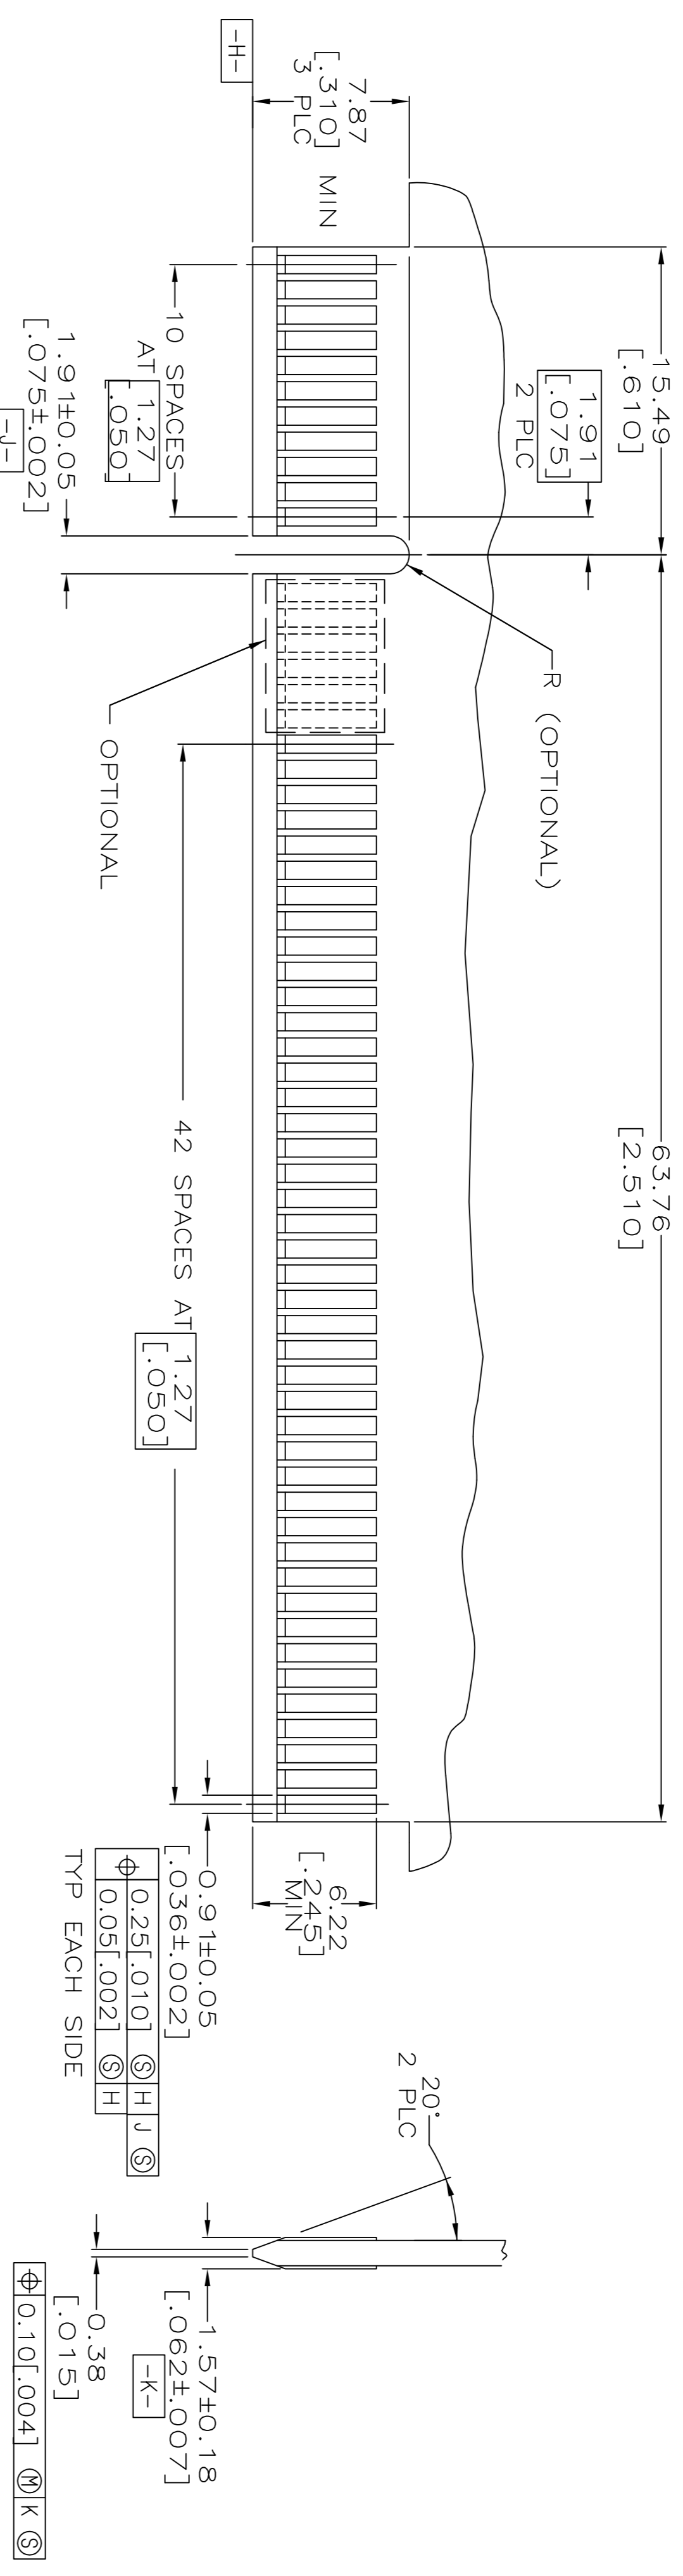 -H-
7.87
[.310] MIN
3 PLC
15.49
[.610]
1.91
[.075]
2 PLC
10 SPACES
AT 1.27
[.050]
1.91±0.05
[.075±.002]
-J-
R (OPTIONAL)
OPTIONAL
63.76
[2.510]
42 SPACES AT 1.27
[.050]
6.22
[.245]
MIN
0.91±0.05
[.036±.002]
⌖ 0.25[.010] Ⓢ H J Ⓢ
0.05[.002] Ⓢ H
TYP EACH SIDE
20°
2 PLC
1.57±0.18
[.062±.007]
-K-
0.38
[.015]
⌖ 0.10[.004] Ⓜ K Ⓢ